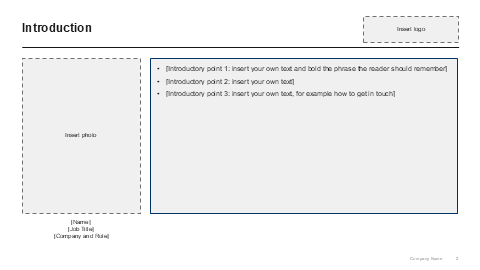 Introduction
Insert logo
Insert photo
• [Introductory point 1: insert your own text and bold the phrase the reader should remember]
• [Introductory point 2: insert your own text]
• [Introductory point 3: insert your own text, for example how to get in touch]
[Name]
[Job Title]
[Company and Role]
Company Name